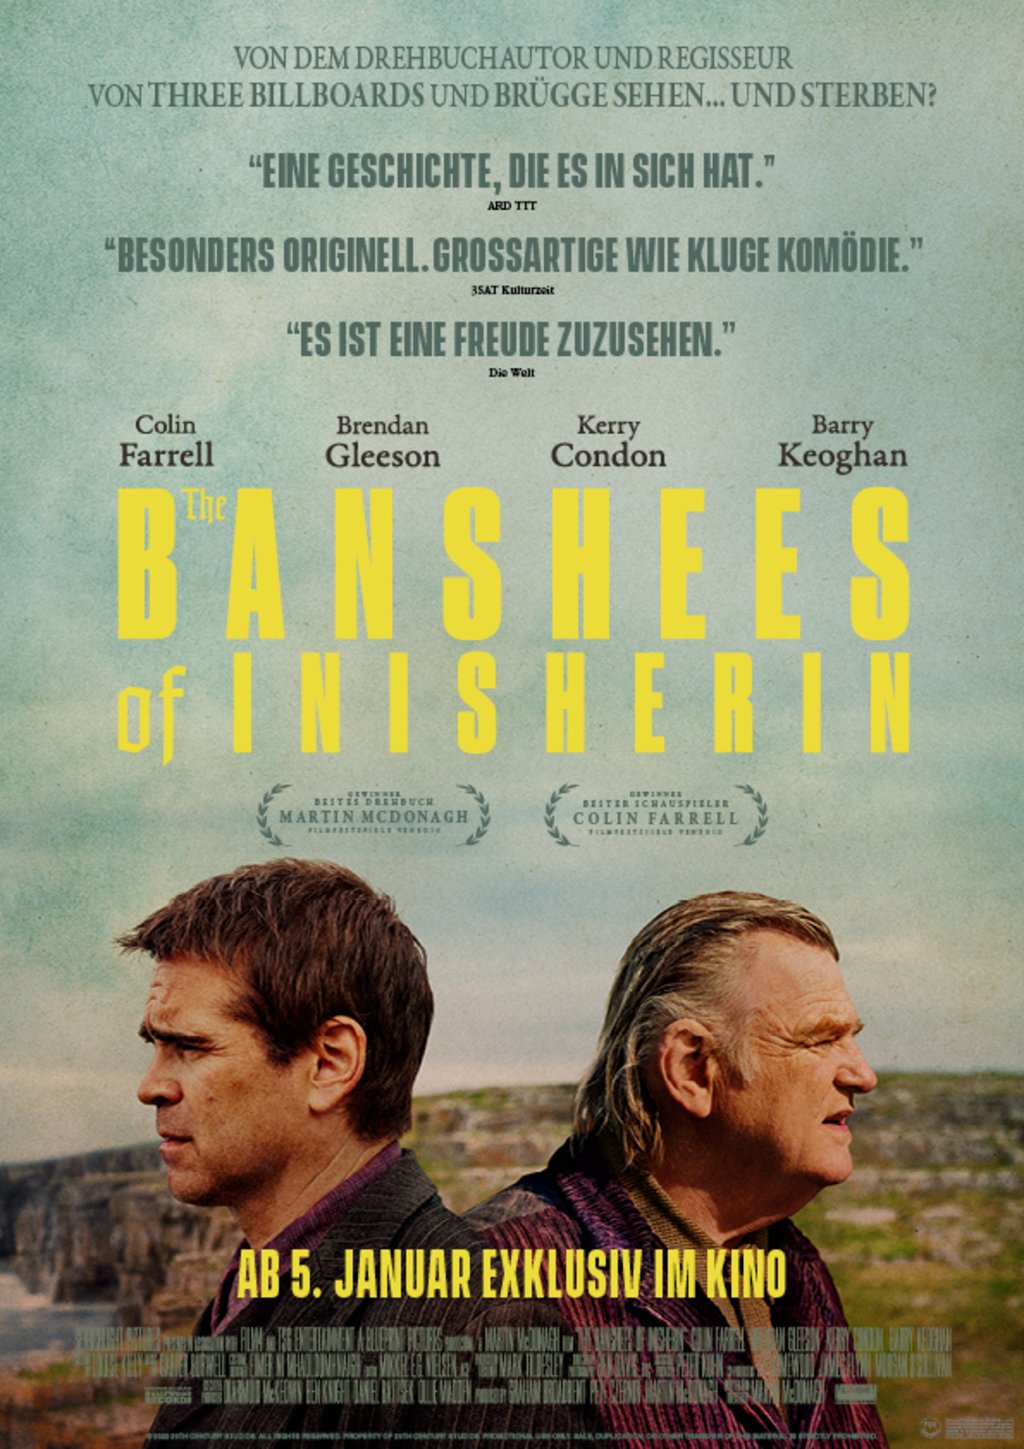 VON DEM DREHBUCHAUTOR UND REGISSEUR
VON THREE BILLBOARDS UND BRÜGGE SEHEN... UND STERBEN?
“EINE GESCHICHTE, DIE ES IN SICH HAT.”
ARD TTT
“BESONDERS ORIGINELL. GROSSARTIGE WIE KLUGE KOMÖDIE.”
3SAT Kulturzeit
“ES IST EINE FREUDE ZUZUSEHEN.”
Die Welt
Colin Farrell
Brendan Gleeson
Kerry Condon
Barry Keoghan
The BANSHEES
of INISHERIN
GEWINNER
BESTES DREHBUCH
MARTIN MCDONAGH
FILMFESTSPIELE VENEDIG
GEWINNER
BESTER SCHAUSPIELER
COLIN FARRELL
FILMFESTSPIELE VENEDIG
AB 5. JANUAR EXKLUSIV IM KINO